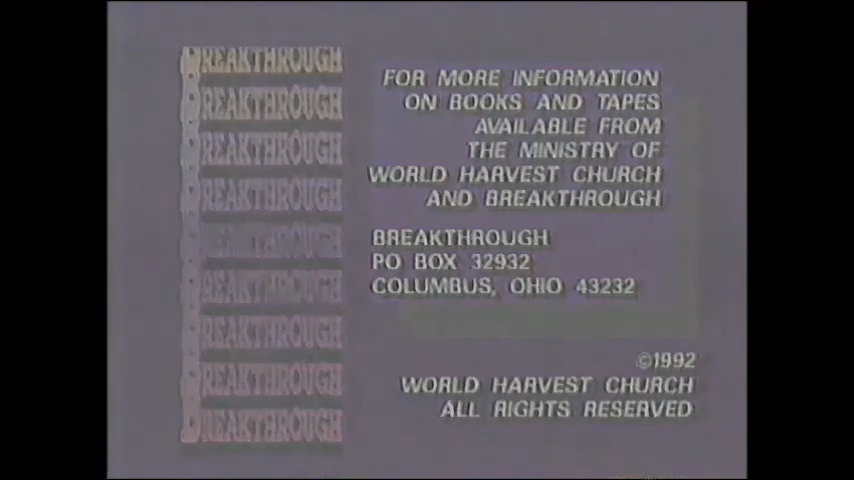 BREAKTHROUGH
BREAKTHROUGH
BREAKTHROUGH
BREAKTHROUGH
BREAKTHROUGH
BREAKTHROUGH
BREAKTHROUGH
BREAKTHROUGH
BREAKTHROUGH
FOR MORE INFORMATION
ON BOOKS AND TAPES
AVAILABLE FROM
THE MINISTRY OF
WORLD HARVEST CHURCH
AND BREAKTHROUGH
BREAKTHROUGH
PO BOX 32932
COLUMBUS, OHIO 43232
©1992
WORLD HARVEST CHURCH
ALL RIGHTS RESERVED